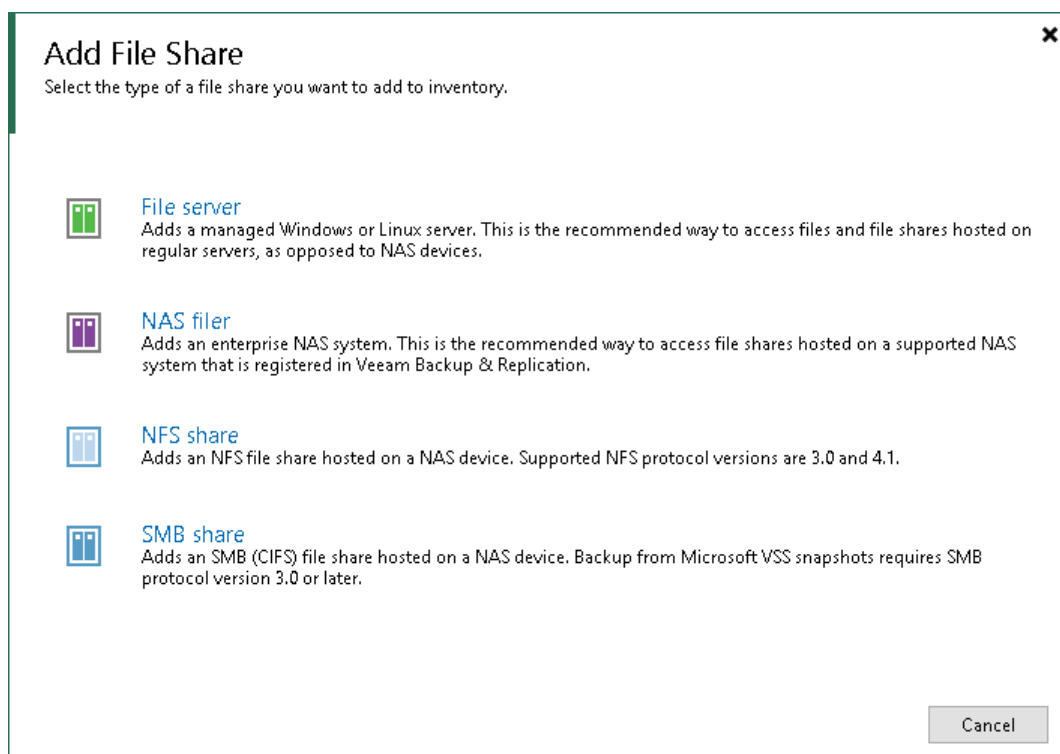 Add File Share
Select the type of a file share you want to add to inventory.
File server
Adds a managed Windows or Linux server. This is the recommended way to access files and file shares hosted on
regular servers, as opposed to NAS devices.
NAS filer
Adds an enterprise NAS system. This is the recommended way to access file shares hosted on a supported NAS
system that is registered in Veeam Backup & Replication.
NFS share
Adds an NFS file share hosted on a NAS device. Supported NFS protocol versions are 3.0 and 4.1.
SMB share
Adds an SMB (CIFS) file share hosted on a NAS device. Backup from Microsoft VSS snapshots requires SMB
protocol version 3.0 or later.
Cancel